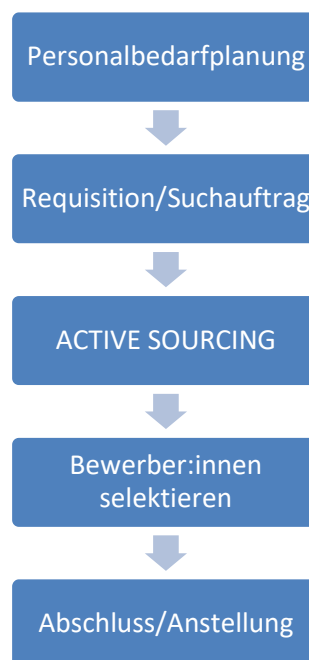 Personalbedarfplanung
Requisition/Suchauftrag
ACTIVE SOURCING
Bewerber:innen
selektieren
Abschluss/Anstellung